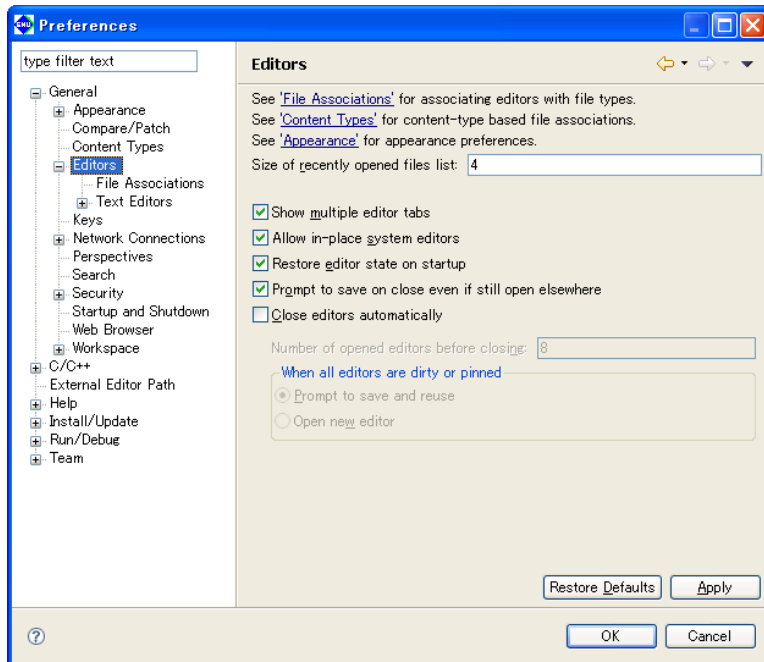 GNU Preferences
type filter text
General
Appearance
Compare/Patch
Content Types
Editors
File Associations
Text Editors
Keys
Network Connections
Perspectives
Search
Security
Startup and Shutdown
Web Browser
Workspace
C/C++
External Editor Path
Help
Install/Update
Run/Debug
Team
Editors
See 'File Associations' for associating editors with file types.
See 'Content Types' for content-type based file associations.
See 'Appearance' for appearance preferences.
Size of recently opened files list: 4
Show multiple editor tabs
Allow in-place system editors
Restore editor state on startup
Prompt to save on close even if still open elsewhere
Close editors automatically
Number of opened editors before closing: 8
When all editors are dirty or pinned
Prompt to save and reuse
Open new editor
Restore Defaults Apply
? OK Cancel